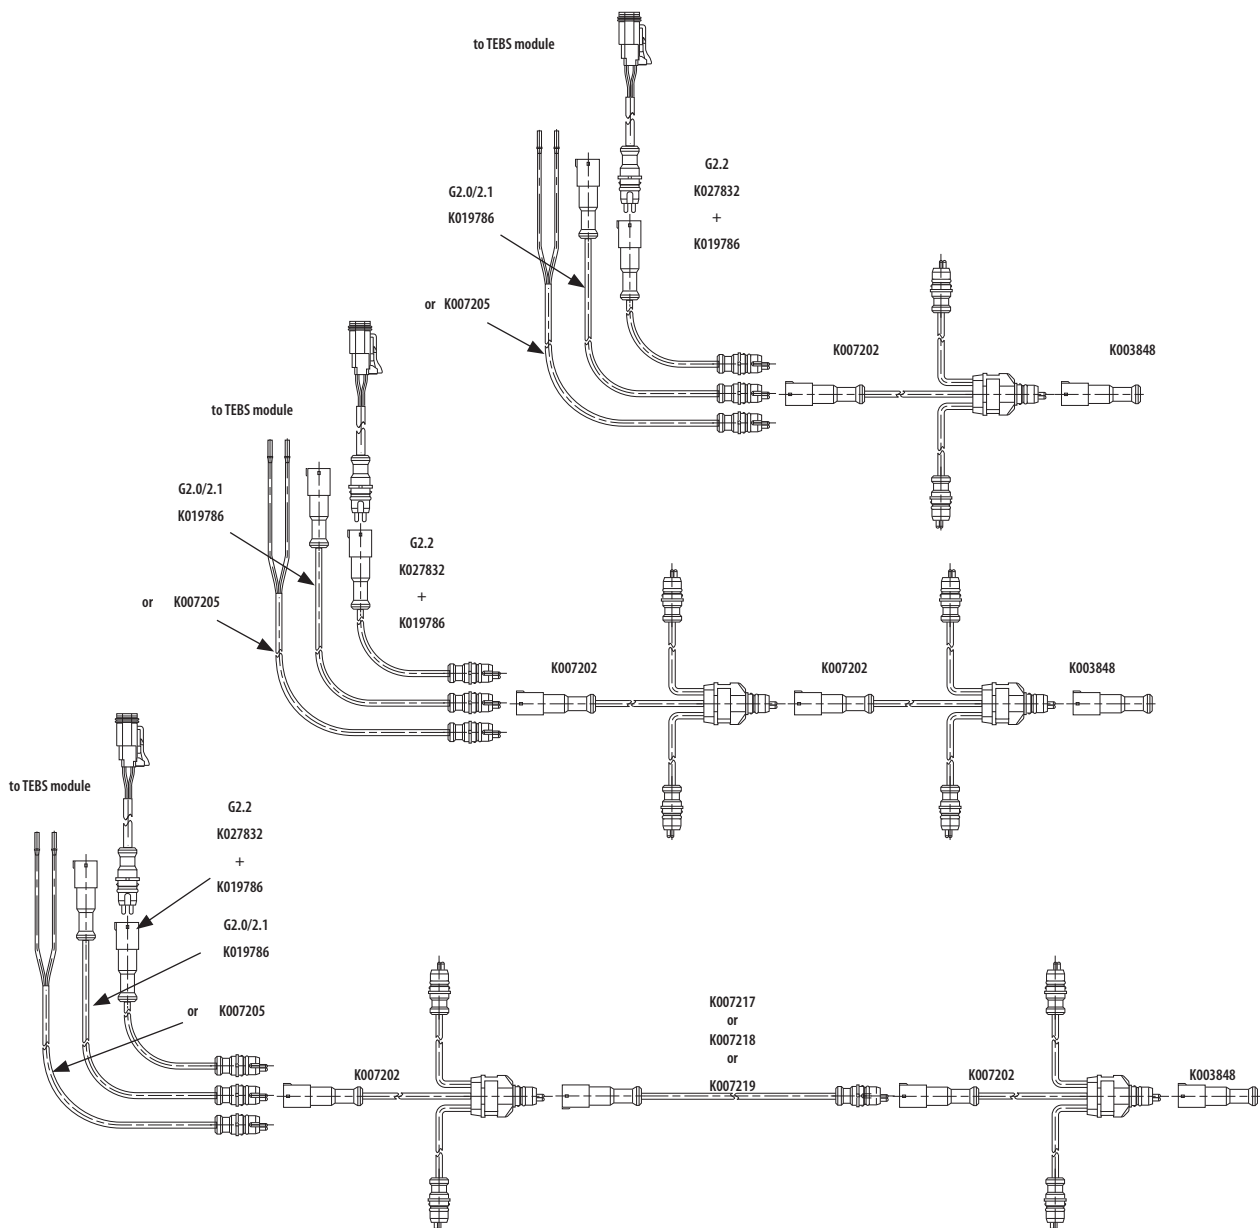 to TEBS module
G2.2
K027832
+
K019786
G2.0/2.1
K019786
or K007205
K007202
K003848
to TEBS module
G2.0/2.1
K019786
G2.2
K027832
+
K019786
or K007205
K007202
K007202
K003848
to TEBS module
G2.2
K027832
+
K019786
G2.0/2.1
K019786
or K007205
K007217
or
K007218
or
K007219
K007202
K007202
K003848